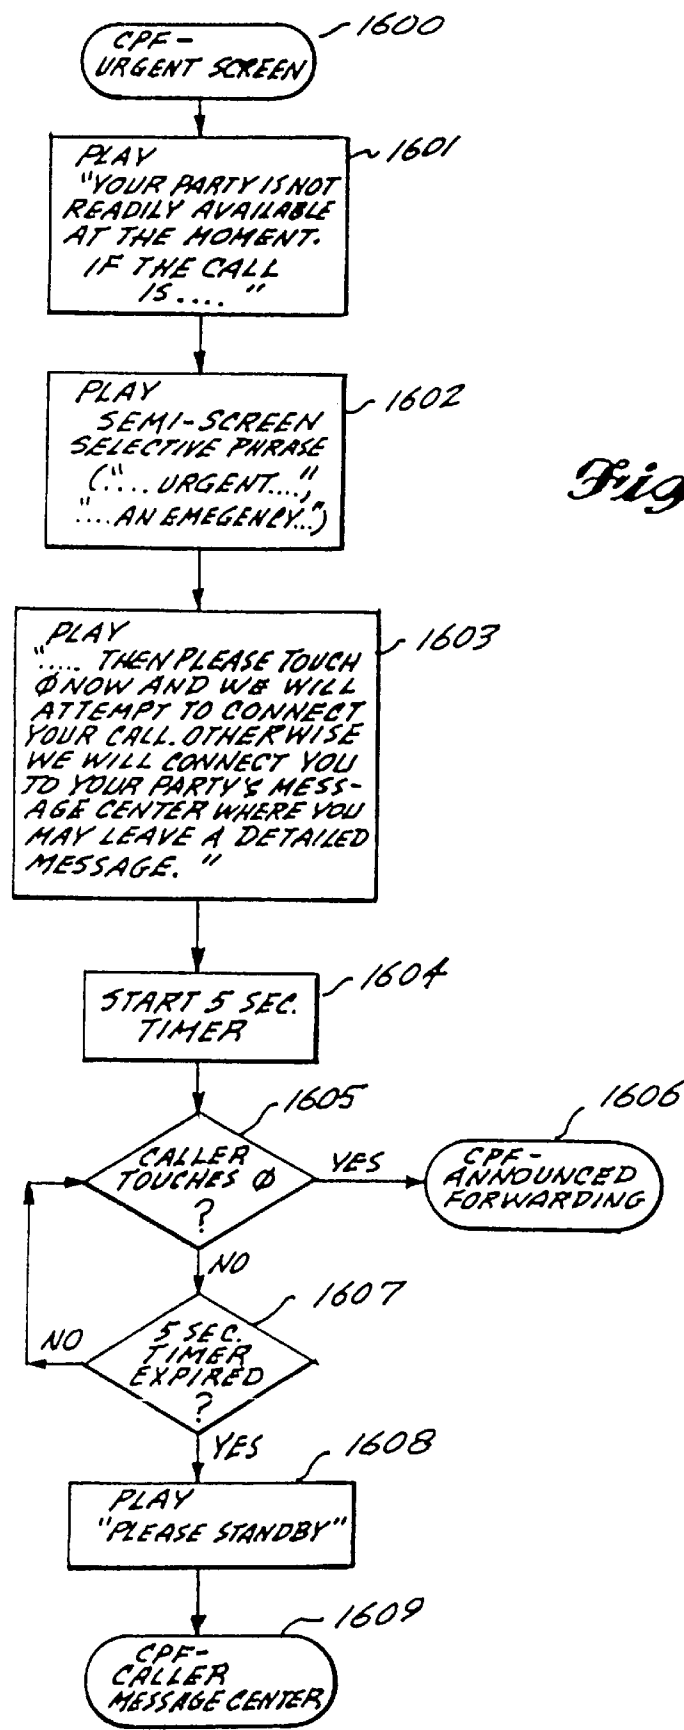 CPF-
URGENT SCREEN
1600
PLAY
"YOUR PARTY IS NOT
READILY AVAILABLE
AT THE MOMENT.
IF THE CALL
IS .... "
1601
PLAY
SEMI-SCREEN
SELECTIVE PHRASE
("....URGENT....,"
"....AN EMEGENCY...")
1602
Fig
PLAY
"..... THEN PLEASE TOUCH
Ø NOW AND WE WILL
ATTEMPT TO CONNECT
YOUR CALL. OTHERWISE
WE WILL CONNECT YOU
TO YOUR PARTY'S MESS-
AGE CENTER WHERE YOU
MAY LEAVE A DETAILED
MESSAGE. "
1603
START 5 SEC.
TIMER
1604
CALLER
TOUCHES Ø
?
1605
YES
CPF-
ANNOUNCED
FORWARDING
1606
NO
5 SEC.
TIMER
EXPIRED
?
1607
NO
YES
PLAY
"PLEASE STANDBY"
1608
CPF-
CALLER
MESSAGE CENTER
1609